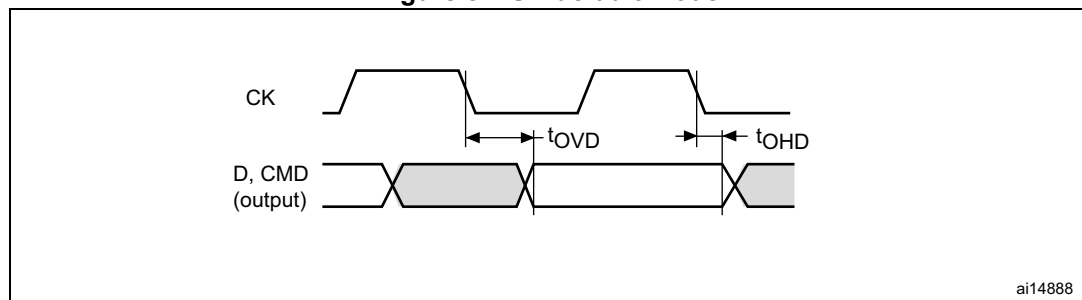 CK
tOVD
tOHD
D, CMD
(output)
ai14888